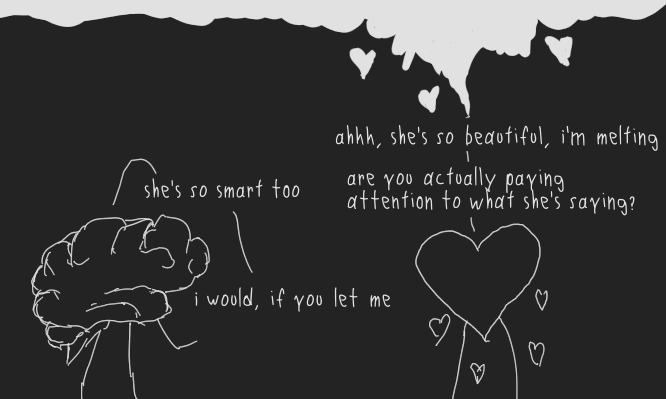 ahhh, she's so beautiful, i'm melting
she's so smart too
are you actually paying
attention to what she's saying?
i would, if you let me